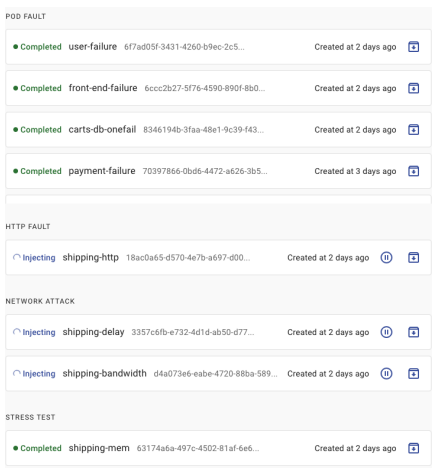 POD FAULT
Completed user-failure 6f7ad05f-3431-4260-b9ec-2c5... Created at 2 days ago
Completed front-end-failure 6ccc2b27-5f76-4590-890f-8b0... Created at 2 days ago
Completed carts-db-onefail 8346194b-3faa-48e1-9c39-f43... Created at 2 days ago
Completed payment-failure 70397866-0bd6-4472-a626-3b5... Created at 3 days ago
HTTP FAULT
Injecting shipping-http 18ac0a65-d570-4e7b-a697-d00... Created at 2 days ago
NETWORK ATTACK
Injecting shipping-delay 3357c6fb-e732-4d1d-ab50-d77... Created at 2 days ago
Injecting shipping-bandwidth d4a073e6-eabe-4720-88ba-589... Created at 2 days ago
STRESS TEST
Completed shipping-mem 63174a6a-497c-4502-81af-6e6... Created at 2 days ago